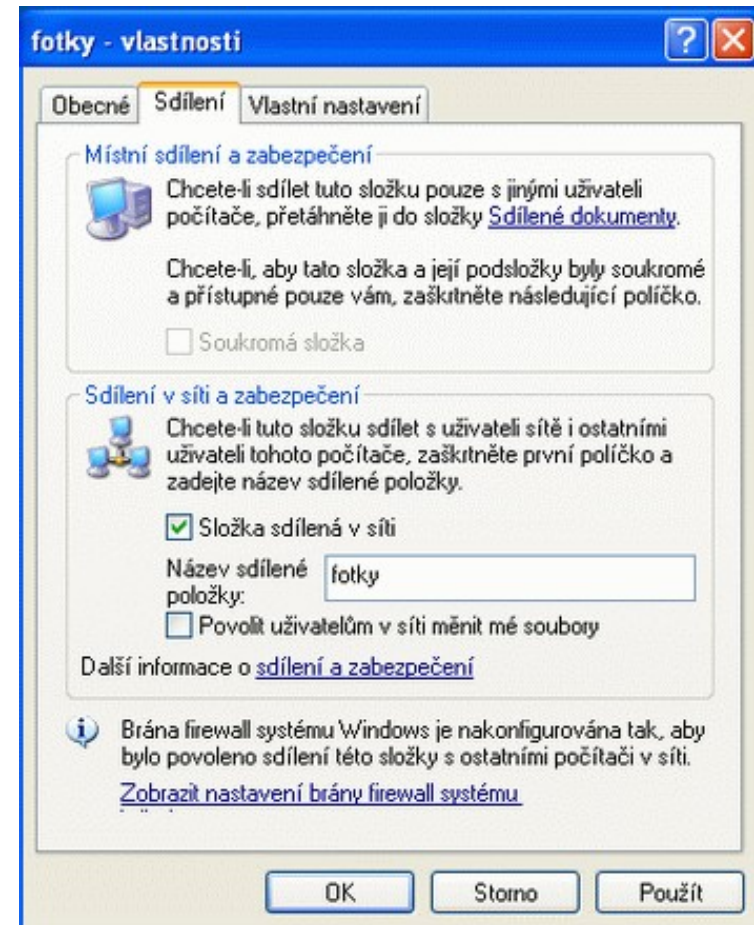 fotky - vlastnosti
Obecné Sdílení Vlastní nastavení
Místní sdílení a zabezpečení
Chcete-li sdílet tuto složku pouze s jinými uživateli
počítače, přetáhněte ji do složky Sdílené dokumenty.
Chcete-li, aby tato složka a její podsložky byly soukromé
a přístupné pouze vám, zaškrtněte následující políčko.
Soukromá složka
Sdílení v síti a zabezpečení
Chcete-li tuto složku sdílet s uživateli sítě i ostatními
uživateli tohoto počítače, zaškrtněte první políčko a
zadejte název sdílené položky.
Složka sdílená v síti
Název sdílené
položky:
fotky
Povolit uživatelům v síti měnit mé soubory
Další informace o sdílení a zabezpečení
Brána firewall systému Windows je nakonfigurována tak, aby
bylo povoleno sdílení této složky s ostatními počítači v síti.
Zobrazit nastavení brány firewall systému
OK Storno Použít